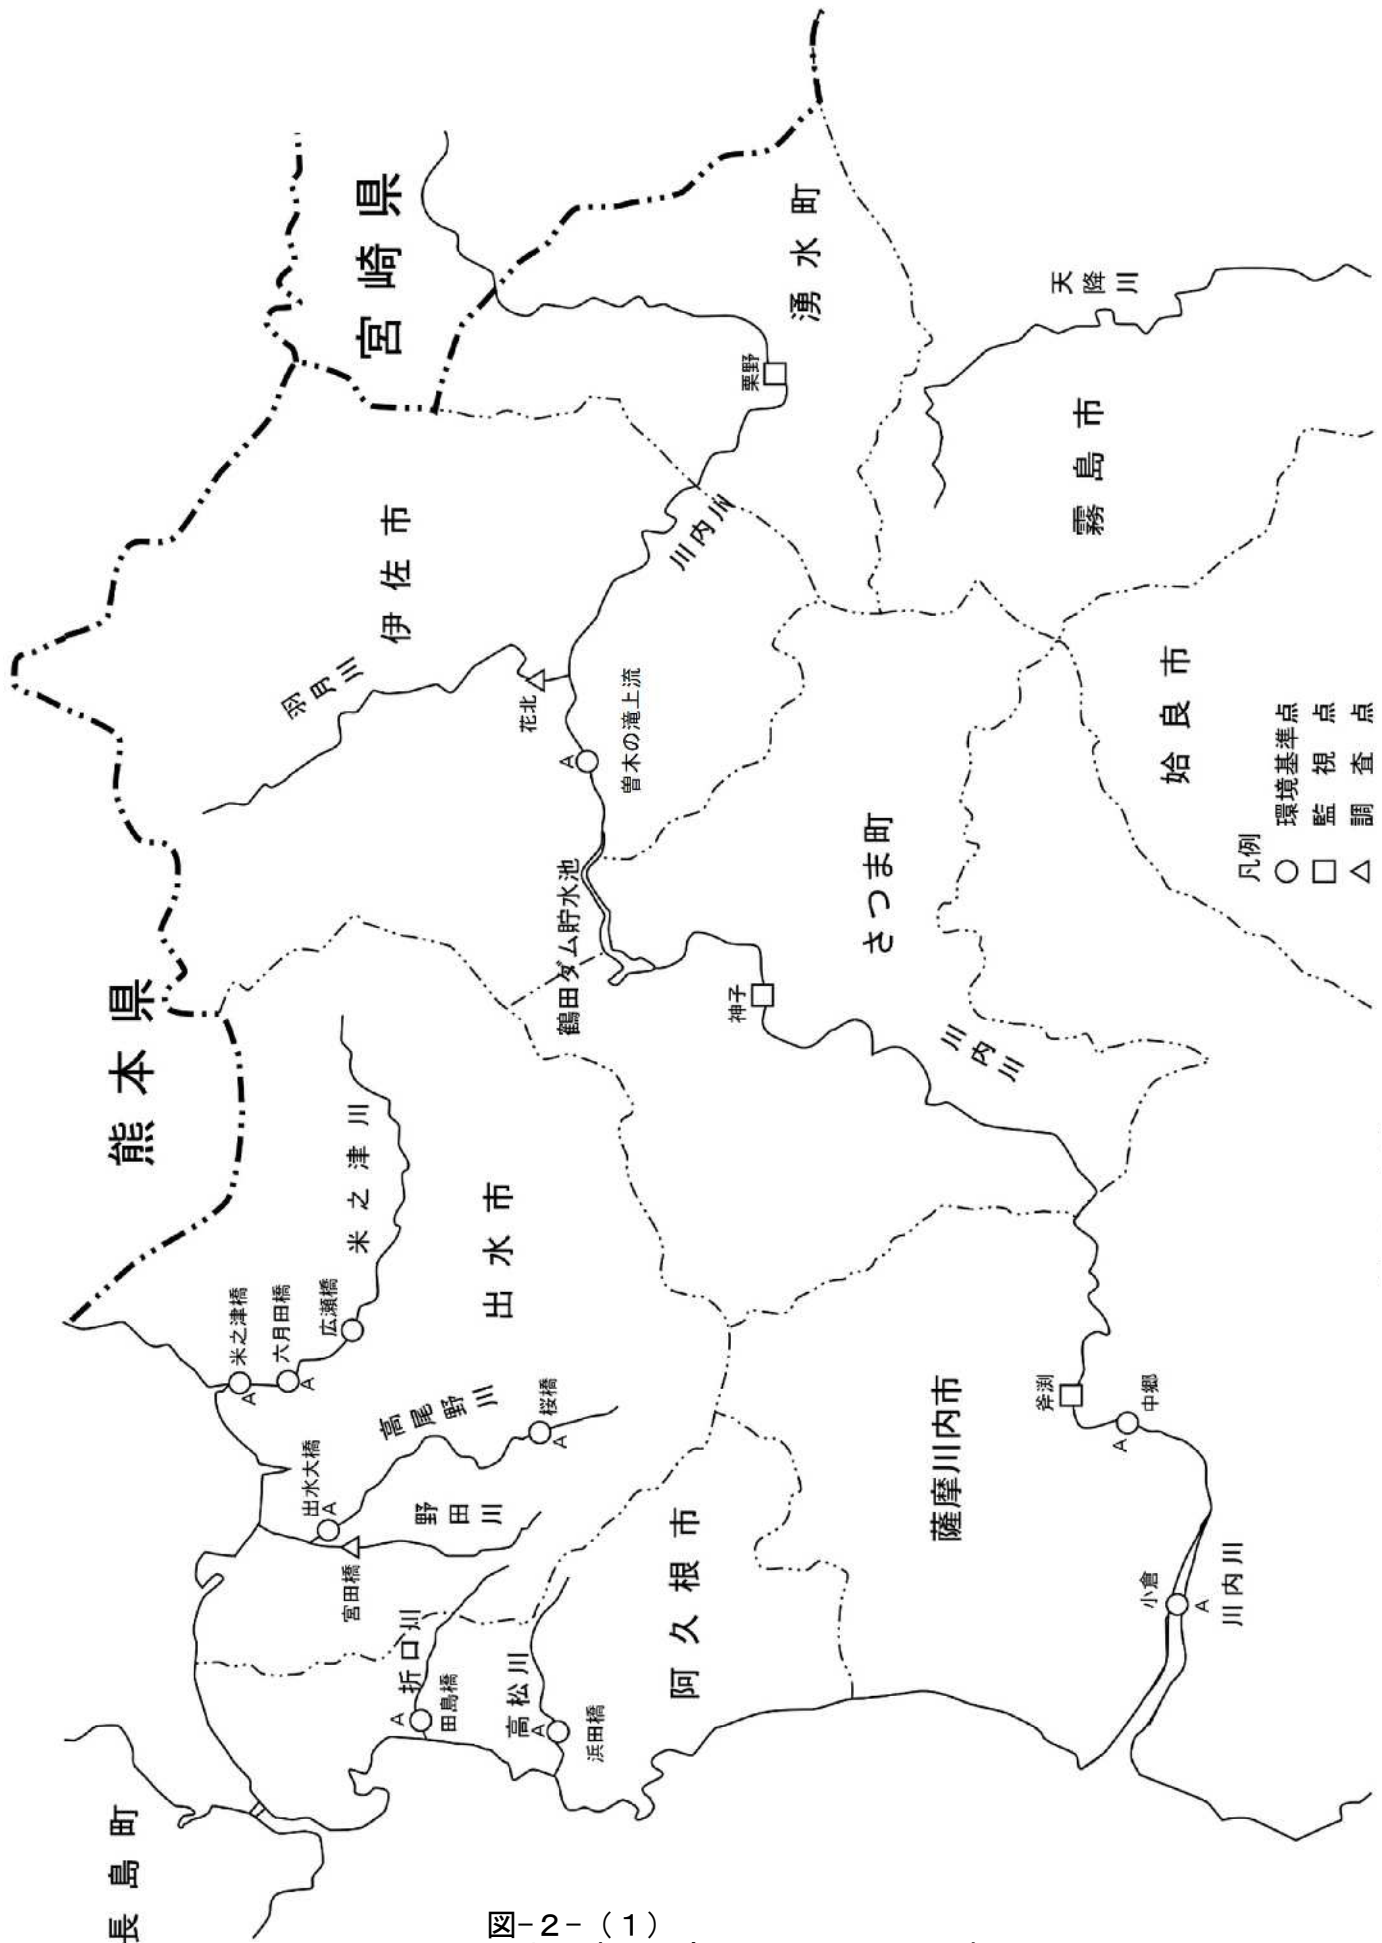 熊本県
宮崎県
長島町
出水市
伊佐市
湧水町
阿久根市
薩摩川内市
さつま町
霧島市
姶良市
米之津橋
A
六月田橋
A
広瀬橋
米之津川
出水大橋
A
高尾野川
桜橋
A
野田川
宮田橋
折口川
A
田島橋
高松川
A
浜田橋
羽月川
花北
A
曽木の滝上流
鶴田ダム貯水池
川内川
栗野
天降川
神子
川内川
斧渕
中郷
A
小倉
A
川内川
凡例
○ 環境基準点
□ 監視点
△ 調査点
図-2-(1)